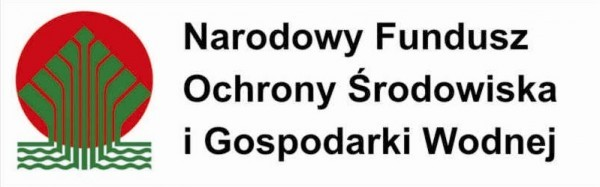 Narodowy Fundusz
Ochrony Środowiska
i Gospodarki Wodnej